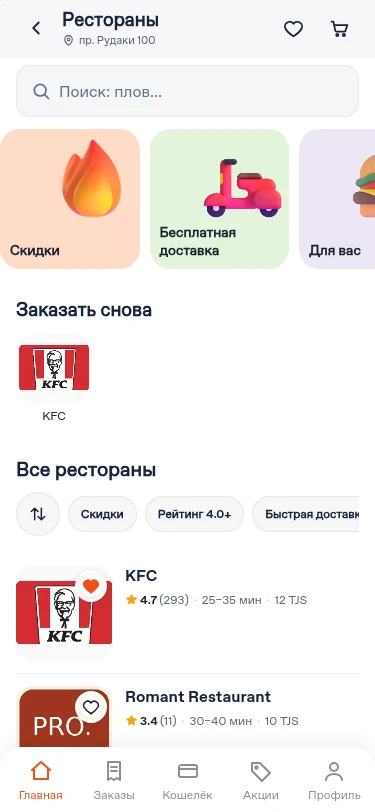 Рестораны
пр. Рудаки 100
Поиск: плов...
Скидки
Бесплатная
доставка
Для вас
Заказать снова
KFC
KFC
Все рестораны
Скидки
Рейтинг 4.0+
Быстрая доставк
KFC
KFC
4.7 (293) · 25–35 мин · 12 TJS
PRO.
Romant Restaurant
3.4 (11) · 30–40 мин · 10 TJS
Главная
Заказы
Кошелёк
Акции
Профиль